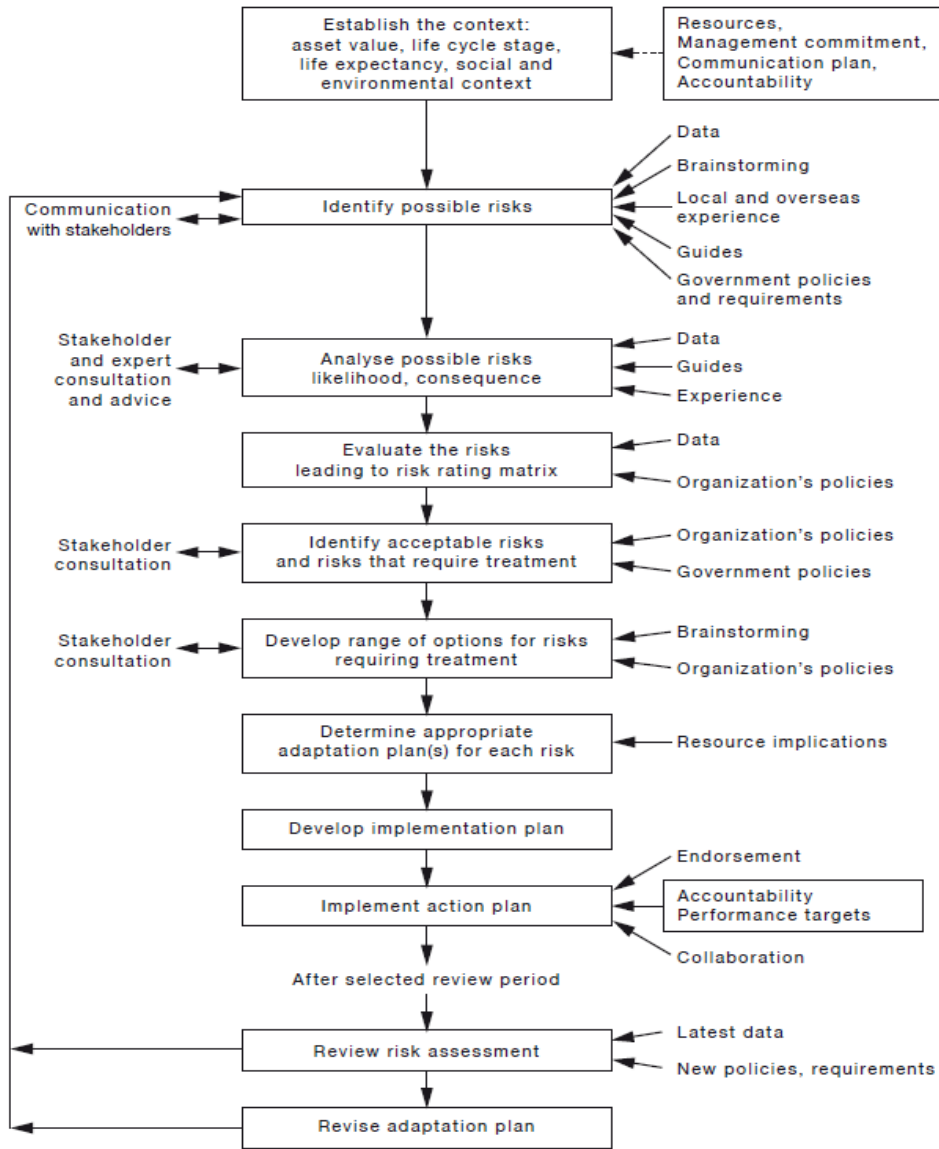 Establish the context:
asset value, life cycle stage,
life expectancy, social and
environmental context
Resources,
Management commitment,
Communication plan,
Accountability
Data
Brainstorming
Communication
with stakeholders
Identify possible risks
Local and overseas
experience
Guides
Government policies
and requirements
Stakeholder
and expert
consultation
and advice
Analyse possible risks
likelihood, consequence
Data
Guides
Experience
Evaluate the risks
leading to risk rating matrix
Data
Organization's policies
Stakeholder
consultation
Identify acceptable risks
and risks that require treatment
Organization's policies
Government policies
Stakeholder
consultation
Develop range of options for risks
requiring treatment
Brainstorming
Organization's policies
Determine appropriate
adaptation plan(s) for each risk
Resource implications
Develop implementation plan
Endorsement
Implement action plan
Accountability
Performance targets
Collaboration
After selected review period
Review risk assessment
Latest data
New policies, requirements
Revise adaptation plan